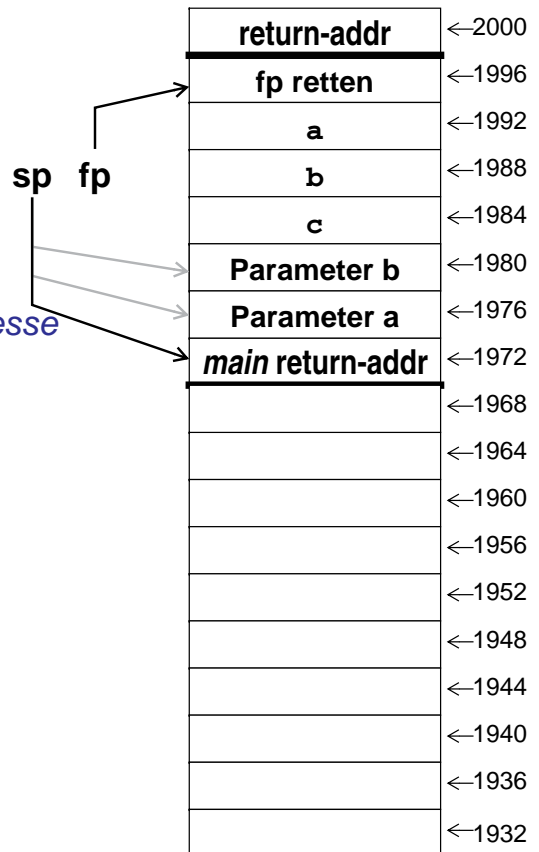 return-addr ←2000
fp retten ←1996
a ←1992
b ←1988
sp fp
c ←1984
Parameter b ←1980
Parameter a ←1976
esse
main return-addr ←1972
←1968
←1964
←1960
←1956
←1952
←1948
←1944
←1940
←1936
←1932